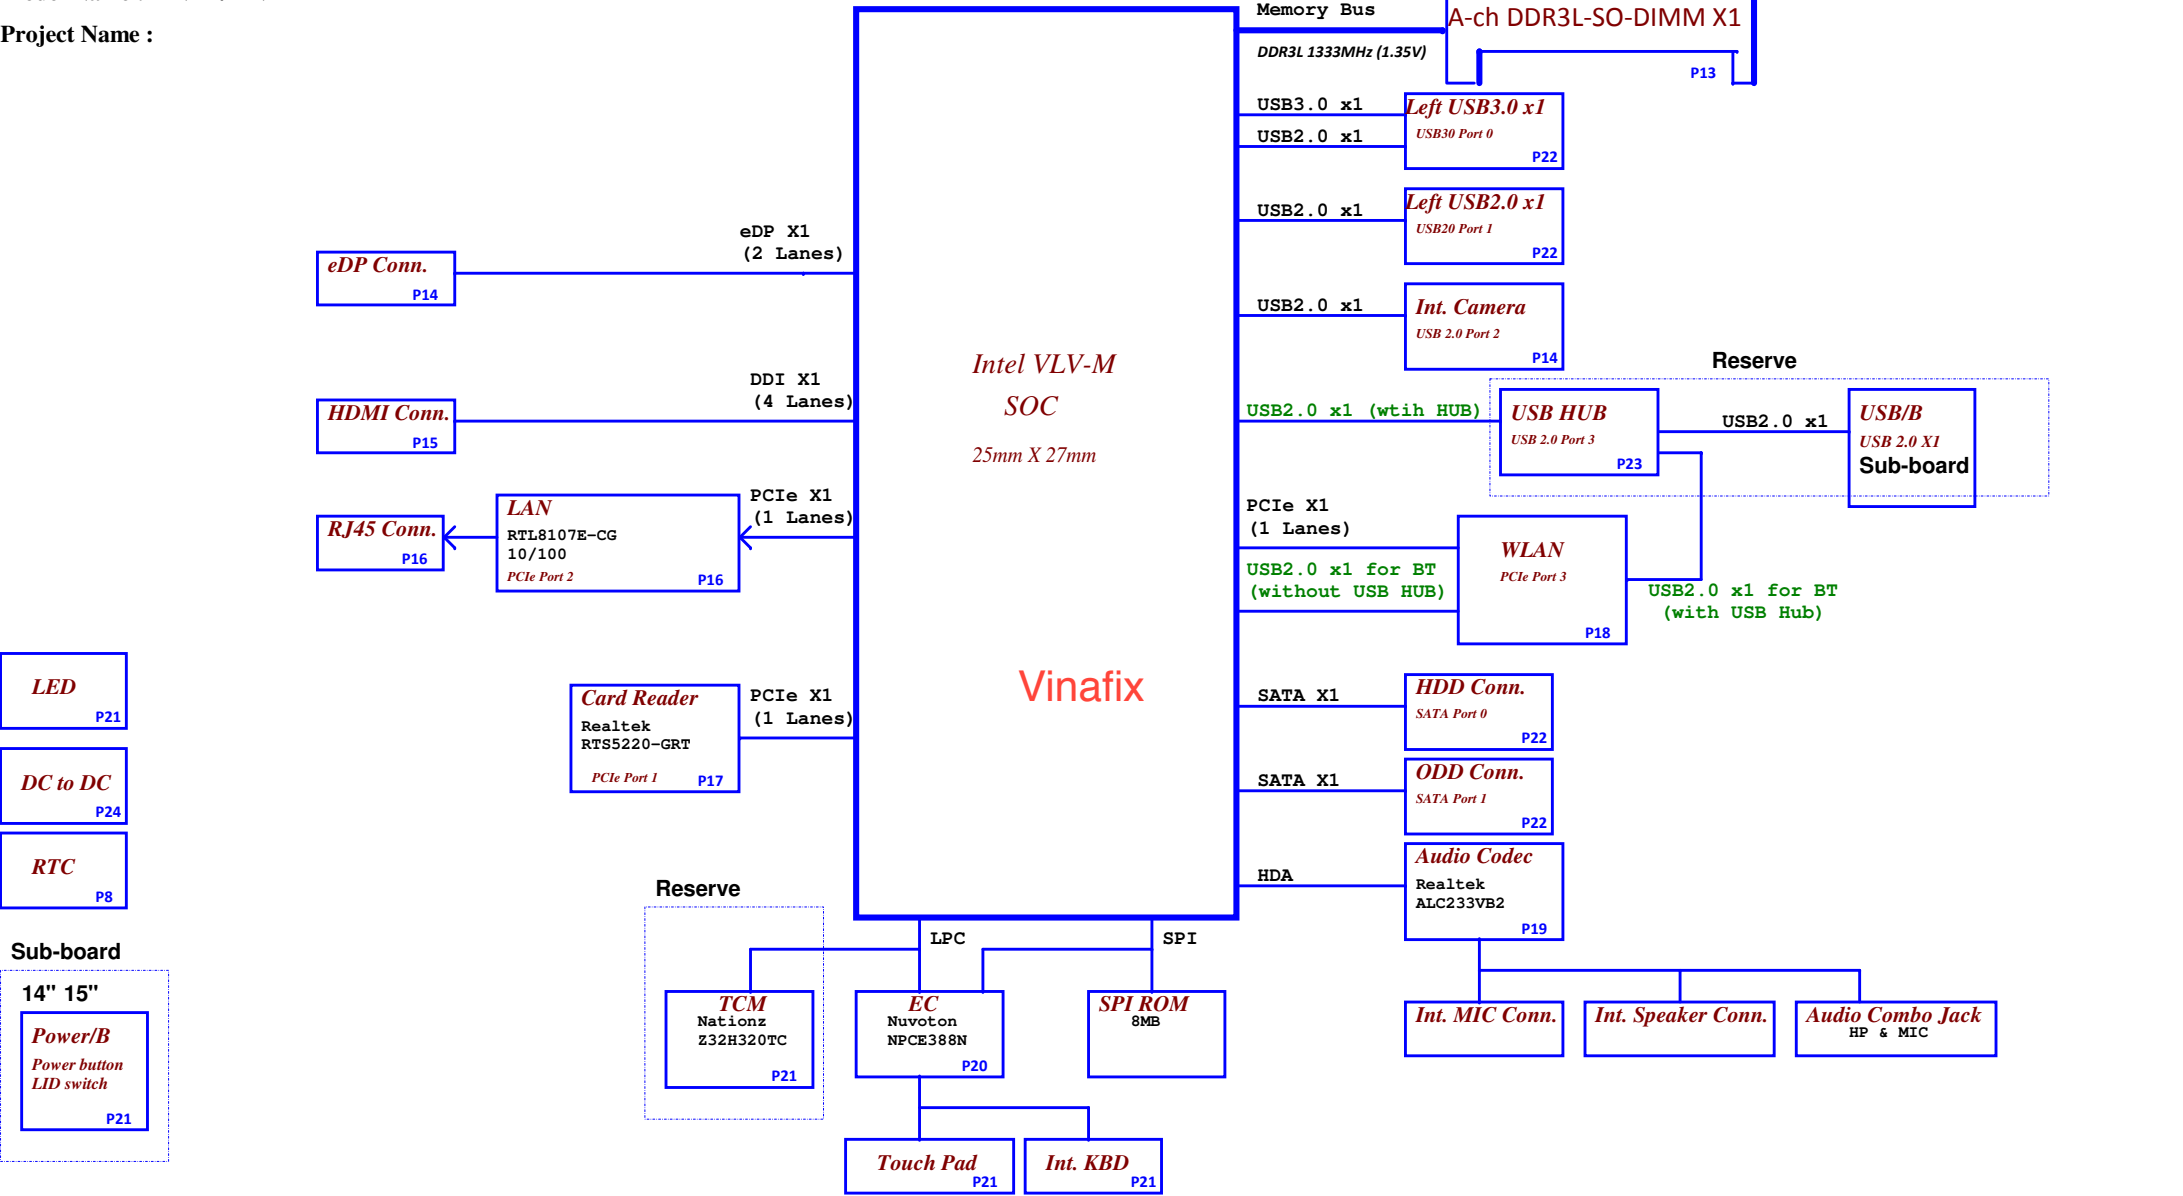 Project Name :
Memory Bus
DDR3L 1333MHz (1.35V)
A-ch DDR3L-SO-DIMM X1
P13
USB3.0 x1
USB2.0 x1
Left USB3.0 x1
USB30 Port 0
P22
USB2.0 x1
Left USB2.0 x1
USB20 Port 1
P22
USB2.0 x1
Int. Camera
USB 2.0 Port 2
P14
eDP X1
(2 Lanes)
eDP Conn.
P14
DDI X1
(4 Lanes)
HDMI Conn.
P15
Intel VLV-M
SOC
25mm X 27mm
Reserve
USB2.0 x1 (wtih HUB)
USB HUB
USB 2.0 Port 3
P23
USB2.0 x1
USB/B
USB 2.0 X1
Sub-board
PCIe X1
(1 Lanes)
LAN
RTL8107E-CG
10/100
PCIe Port 2
P16
RJ45 Conn.
P16
PCIe X1
(1 Lanes)
USB2.0 x1 for BT
(without USB HUB)
WLAN
PCIe Port 3
P18
USB2.0 x1 for BT
(with USB Hub)
LED
P21
DC to DC
P24
RTC
P8
Card Reader
Realtek
RTS5220-GRT
PCIe Port 1
P17
PCIe X1
(1 Lanes)
Vinafix
SATA X1
HDD Conn.
SATA Port 0
P22
SATA X1
ODD Conn.
SATA Port 1
P22
HDA
Audio Codec
Realtek
ALC233VB2
P19
Reserve
LPC
SPI
Sub-board
14" 15"
Power/B
Power button
LID switch
P21
TCM
Nationz
Z32H320TC
P21
EC
Nuvoton
NPCE388N
P20
SPI ROM
8MB
Int. MIC Conn.
Int. Speaker Conn.
Audio Combo Jack
HP & MIC
Touch Pad
P21
Int. KBD
P21